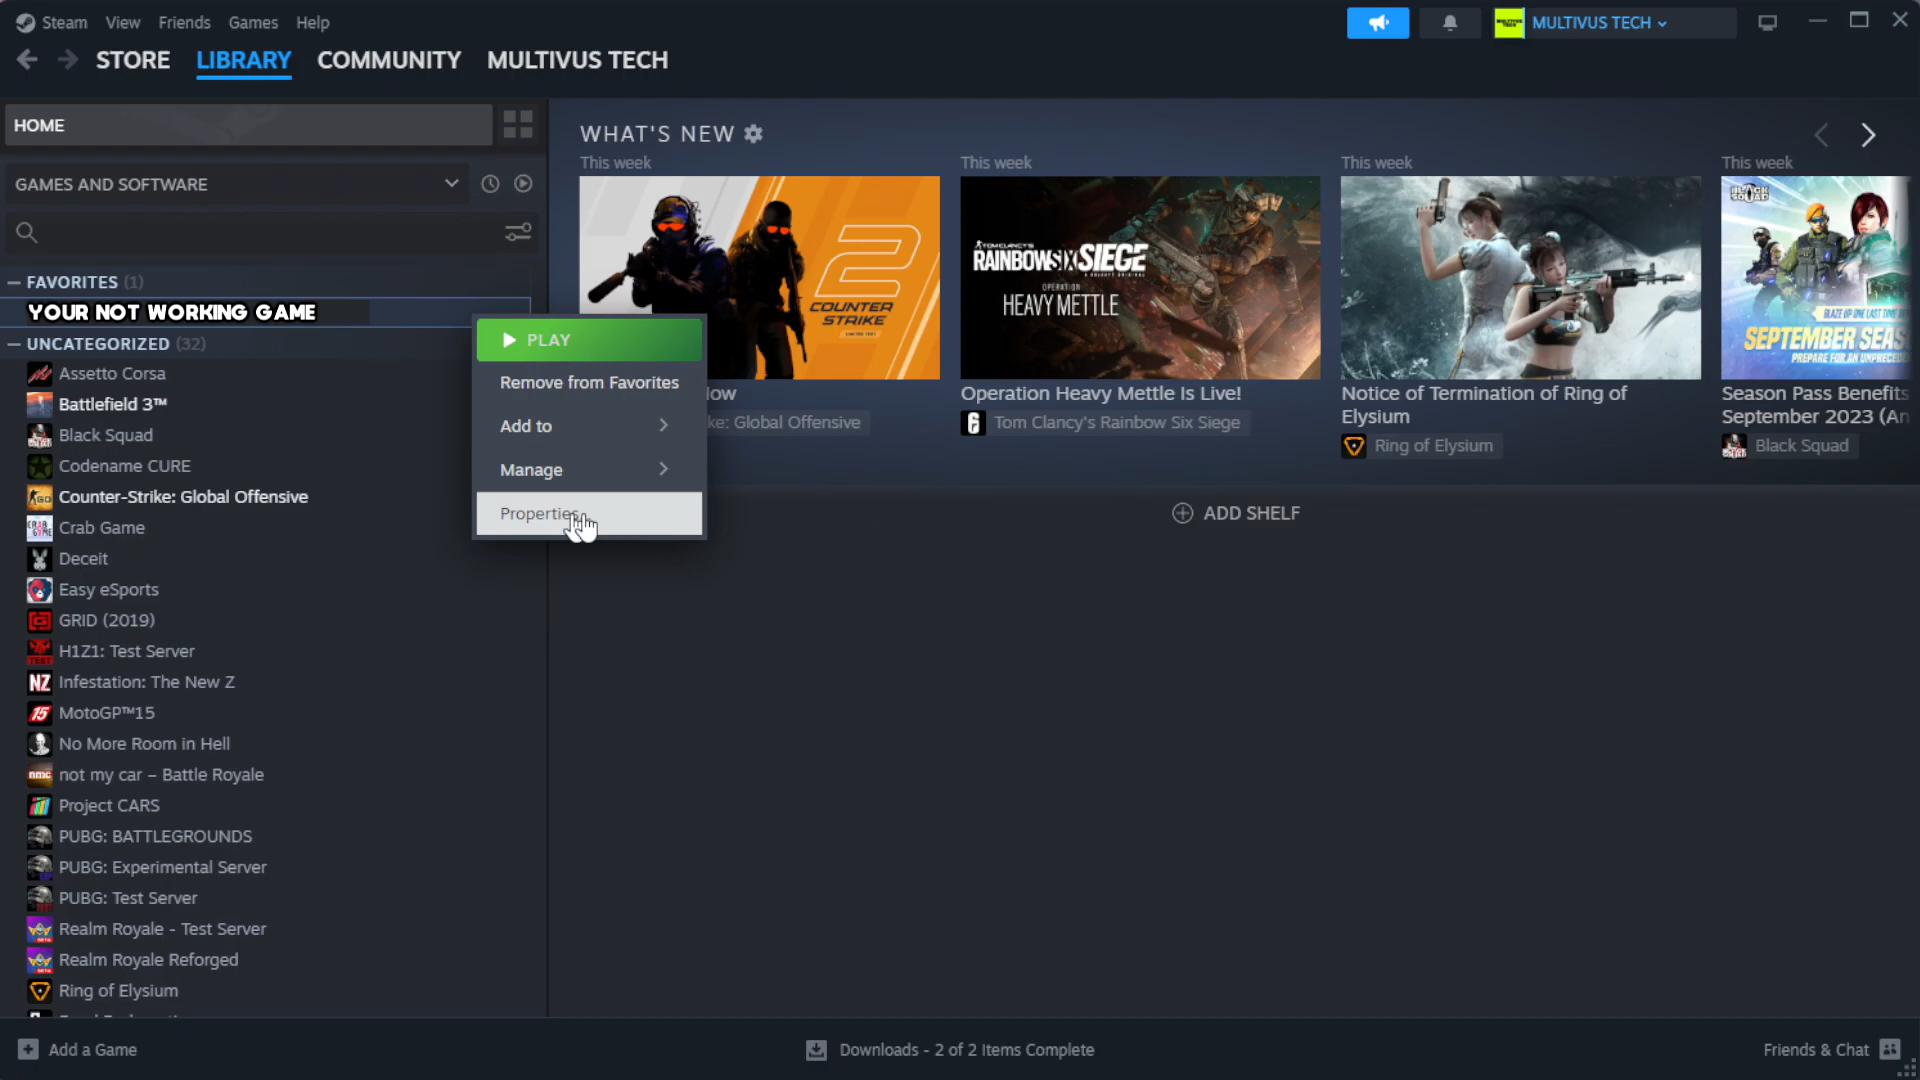 Steam View Friends Games Help
MULTIVUS TECH
STORE LIBRARY COMMUNITY MULTIVUS TECH
HOME
WHAT'S NEW
This week This week This week This week
GAMES AND SOFTWARE
2
COUNTER
STRIKE
TOM CLANCY'S
RAINBOW SIX SIEGE
OPERATION
HEAVY METTLE
BLACK SQUAD
BLAZE UP ONE LAST TIME
SEPTEMBER SEAS
PREPARE FOR AN UNPRECED
FAVORITES (1)
YOUR NOT WORKING GAME
PLAY
Remove from Favorites
Add to
Manage
Properties
low
ke: Global Offensive
Operation Heavy Mettle Is Live!
Tom Clancy's Rainbow Six Siege
Notice of Termination of Ring of
Elysium
Ring of Elysium
Season Pass Benefits
September 2023 (An
Black Squad
ADD SHELF
UNCATEGORIZED (32)
Assetto Corsa
Battlefield 3™
Black Squad
Codename CURE
Counter-Strike: Global Offensive
Crab Game
Deceit
Easy eSports
GRID (2019)
H1Z1: Test Server
Infestation: The New Z
MotoGP™15
No More Room in Hell
not my car – Battle Royale
Project CARS
PUBG: BATTLEGROUNDS
PUBG: Experimental Server
PUBG: Test Server
Realm Royale - Test Server
Realm Royale Reforged
Ring of Elysium
Add a Game
Downloads - 2 of 2 Items Complete
Friends & Chat